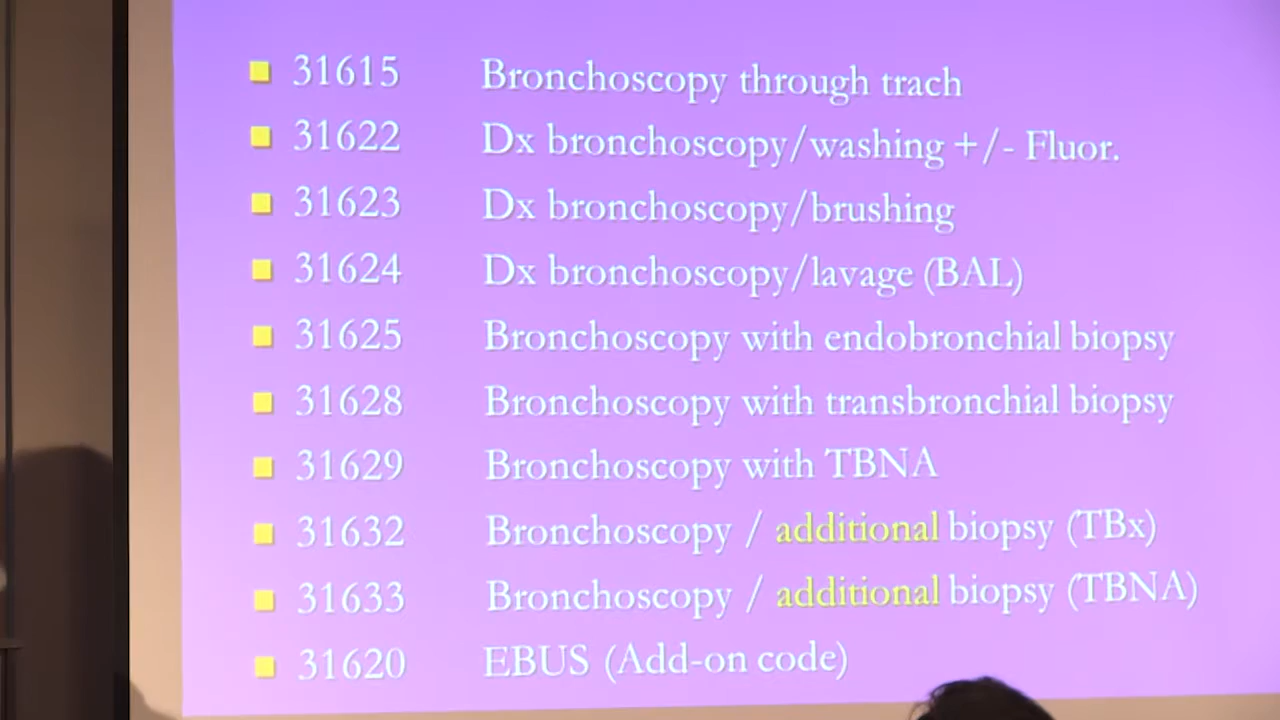 31615 Bronchoscopy through trach
31622 Dx bronchoscopy/washing +/- Fluor.
31623 Dx bronchoscopy/brushing
31624 Dx bronchoscopy/lavage (BAL)
31625 Bronchoscopy with endobronchial biopsy
31628 Bronchoscopy with transbronchial biopsy
31629 Bronchoscopy with TBNA
31632 Bronchoscopy / additional biopsy (TBx)
31633 Bronchoscopy / additional biopsy (TBNA)
31620 EBUS (Add-on code)